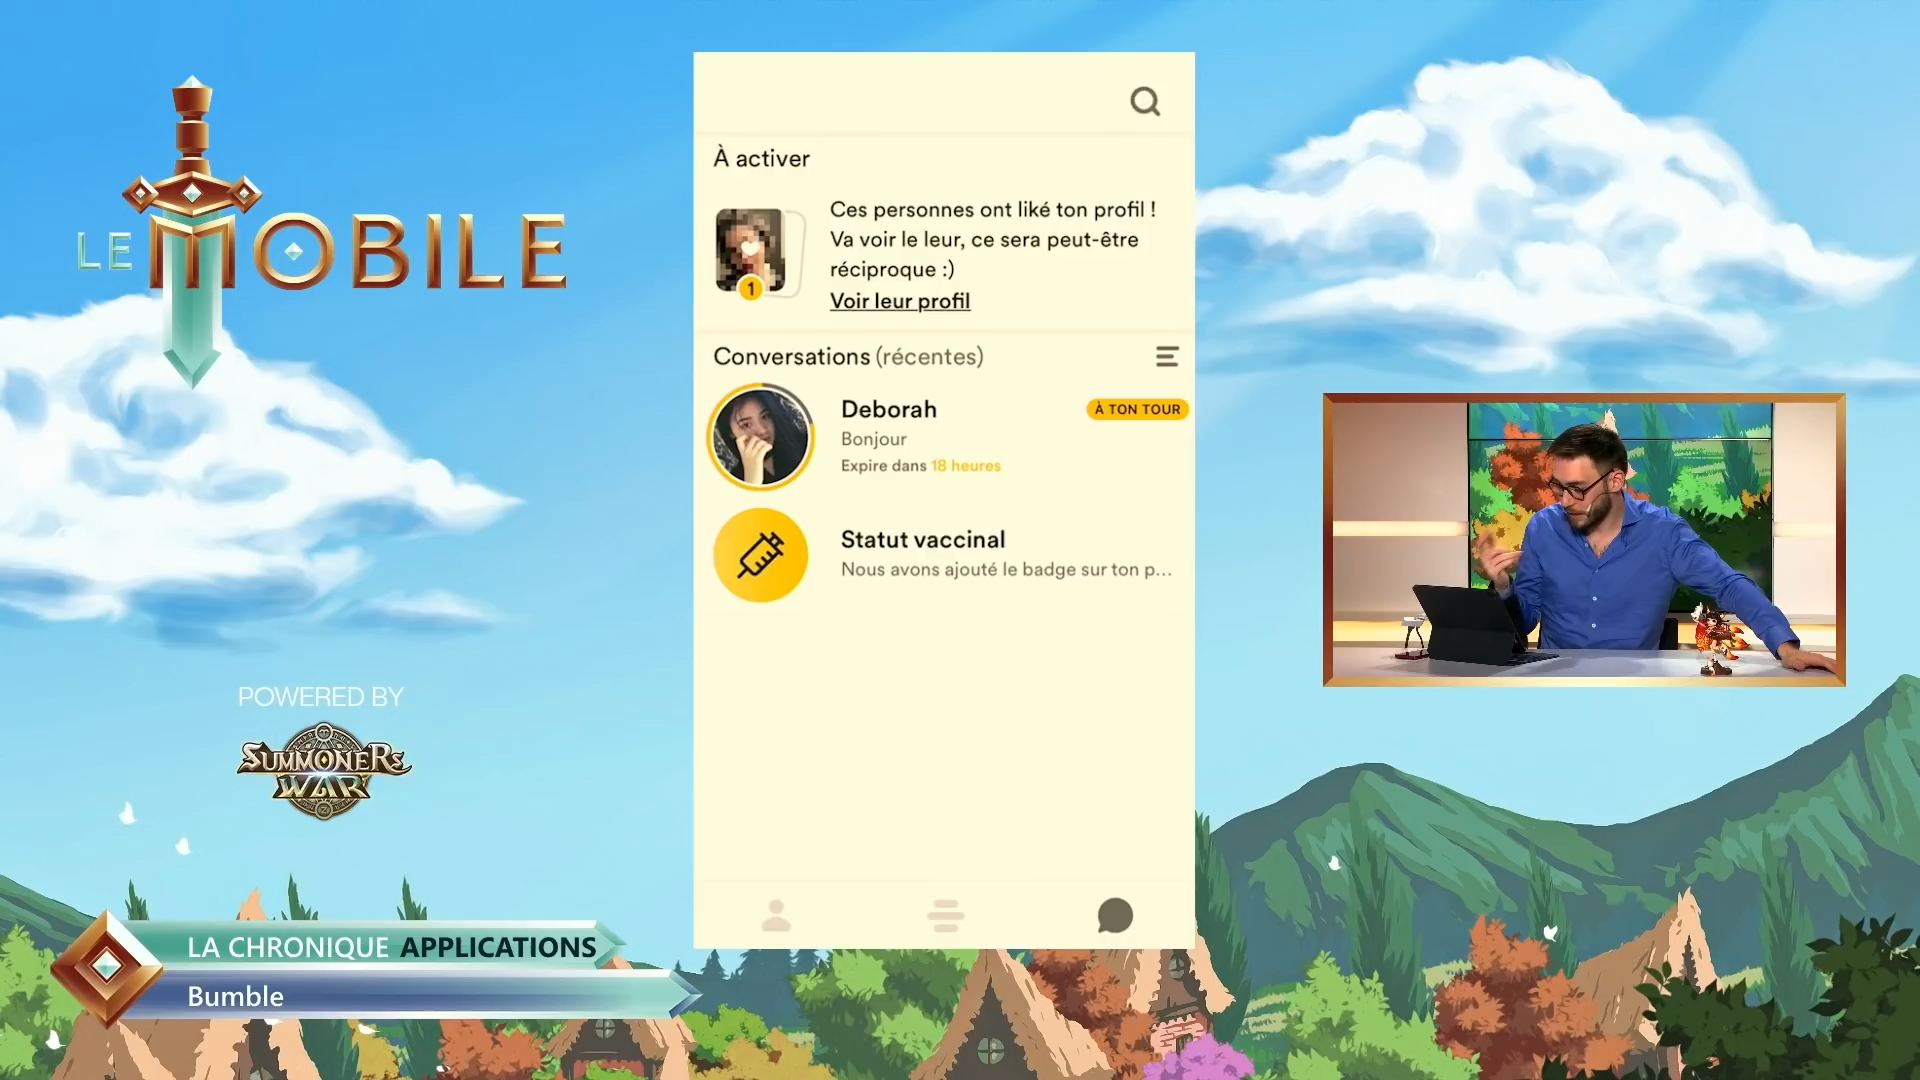 LE MOBILE
POWERED BY
SUMMONERS
WAR
LA CHRONIQUE APPLICATIONS
Bumble
À activer
Ces personnes ont liké ton profil !
Va voir le leur, ce sera peut-être
réciproque :)
1
Voir leur profil
Conversations (récentes)
Deborah
À TON TOUR
Bonjour
Expire dans 18 heures
Statut vaccinal
Nous avons ajouté le badge sur ton p...